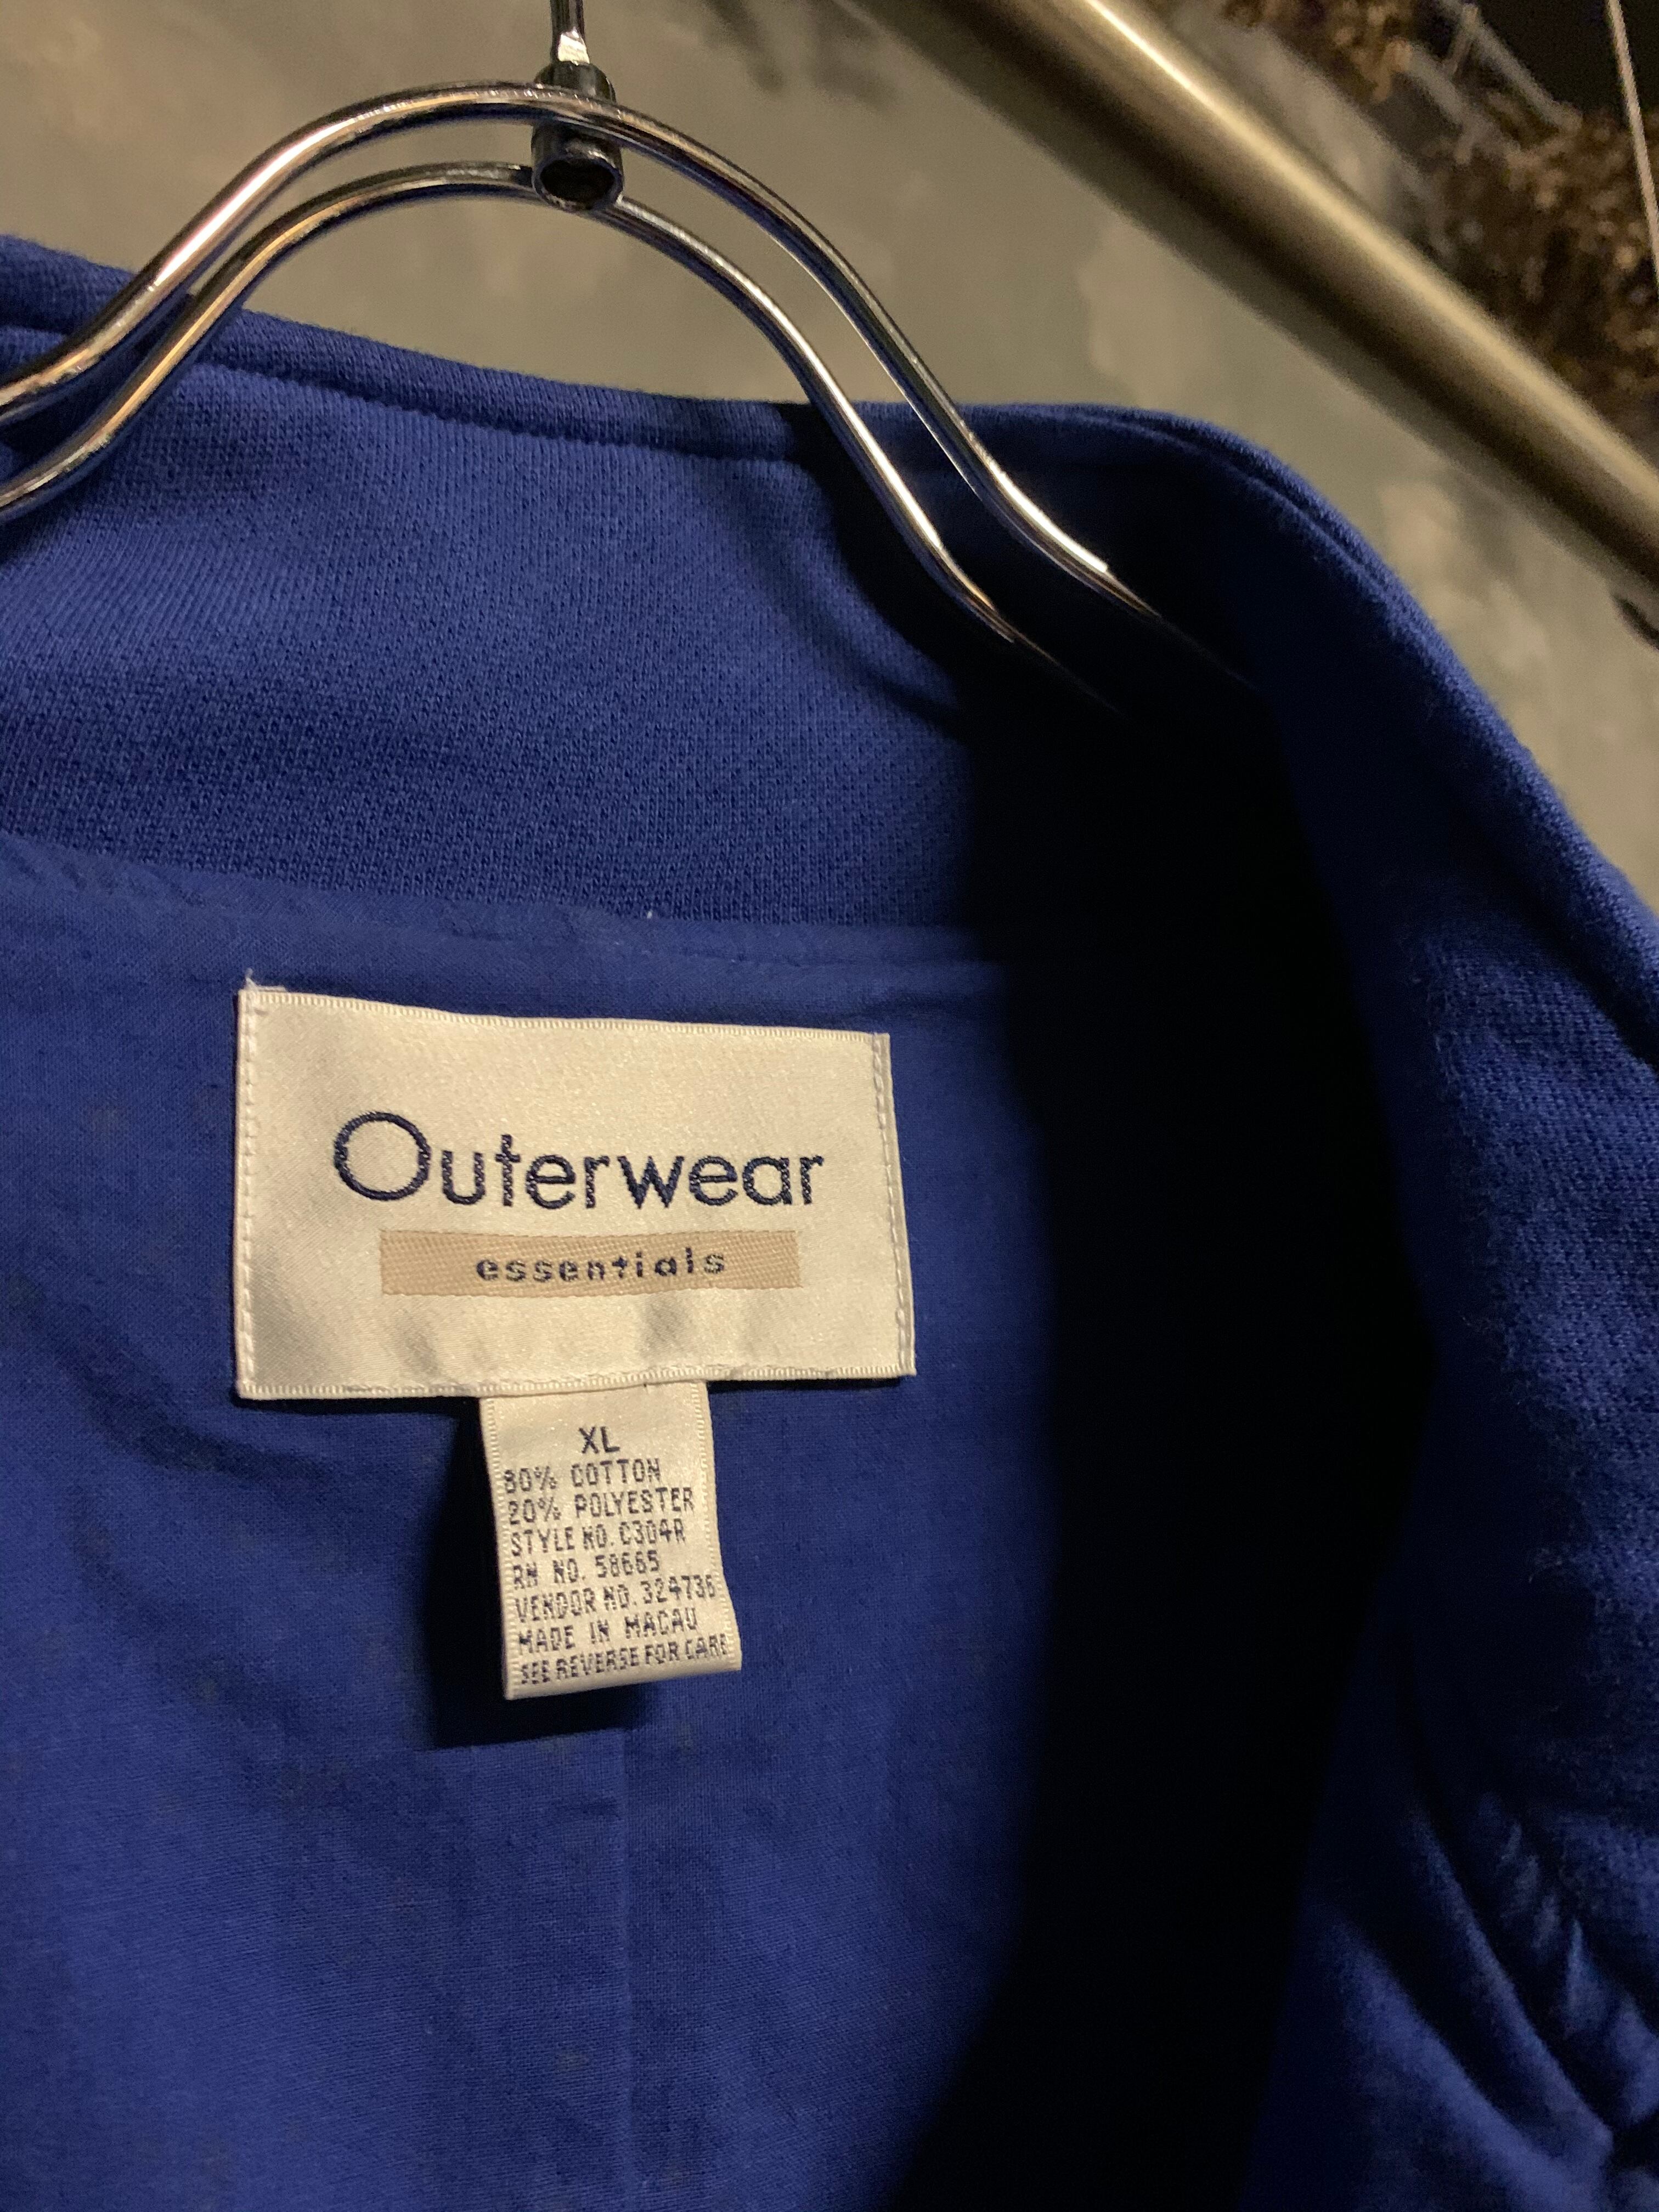 Outerwear
essentials
XL
80% COTTON
20% POLYESTER
STYLE NO. C304R
RN NO. 58665
VENDOR NO. 324736
MADE IN MACAU
SEE REVERSE FOR CARE